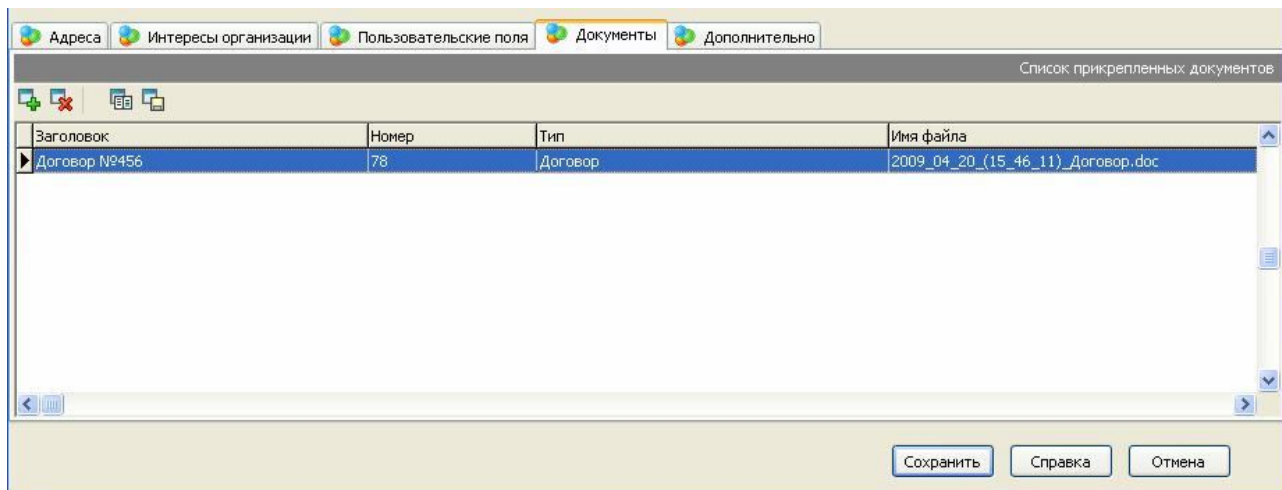 Адреса Интересы организации Пользовательские поля Документы Дополнительно
Список прикрепленных документов
Заголовок Номер Тип Имя файла
Договор №456 78 Договор 2009_04_20_(15_46_11)_Договор.doc
Сохранить Справка Отмена